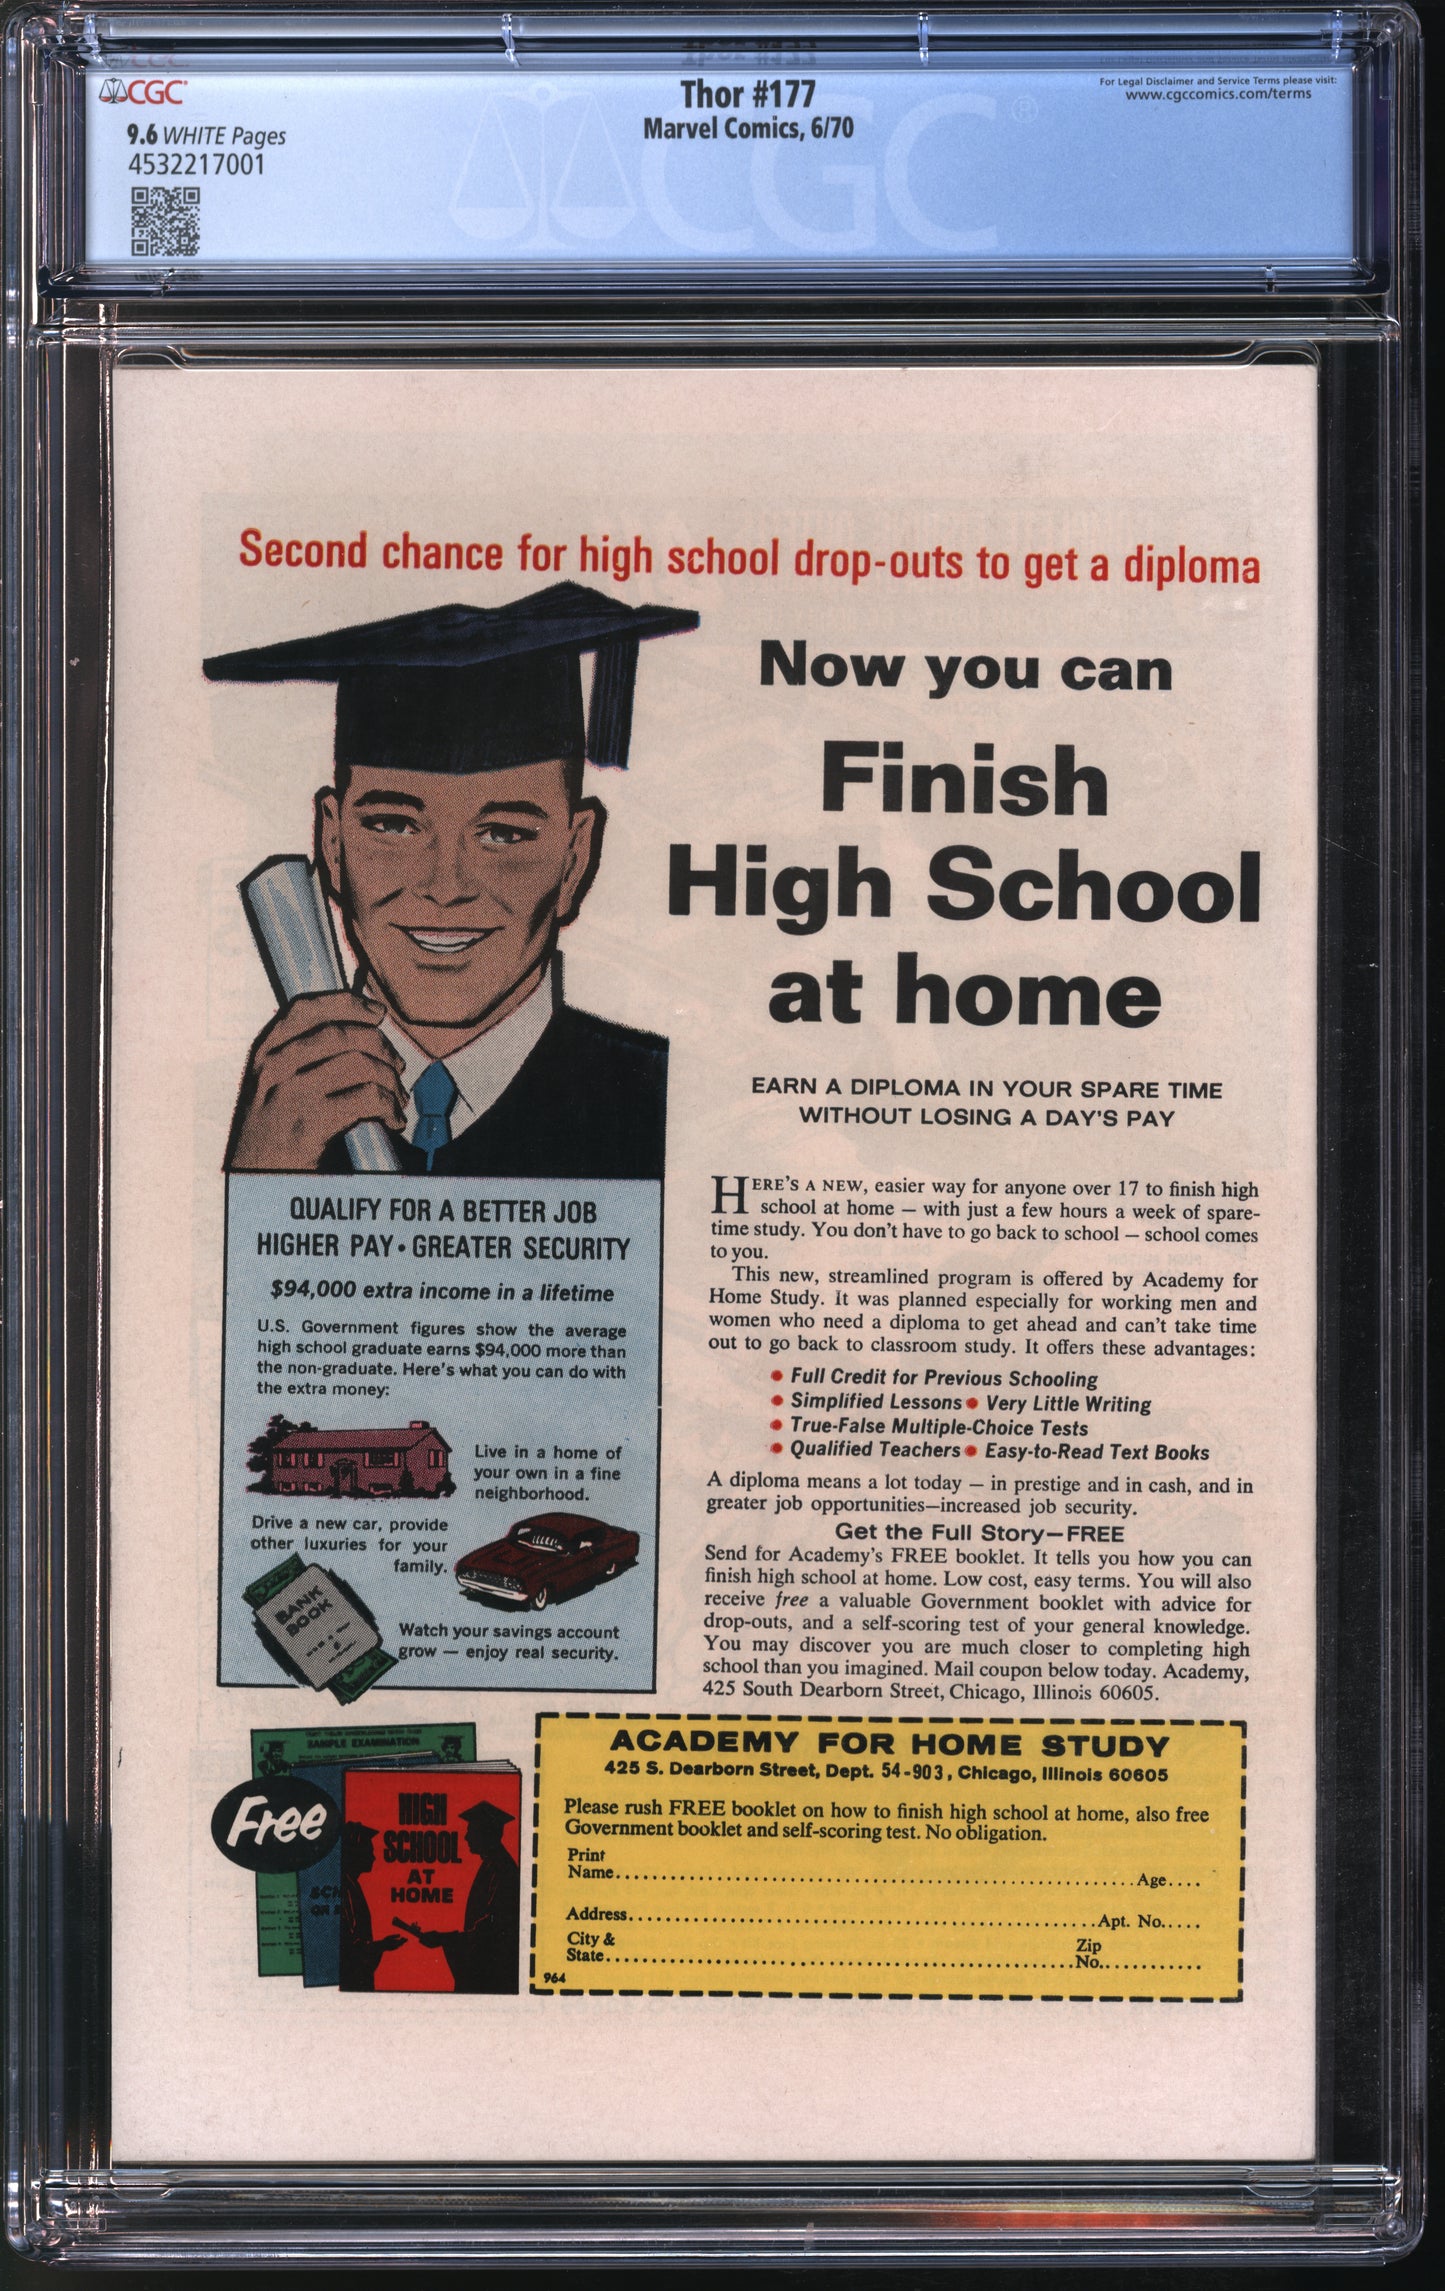 CGC
Thor #177
Marvel Comics, 6/70
For Legal Disclaimer and Service Terms please visit:
www.cgccomics.com/terms
9.6 WHITE Pages
4532217001
CGC
Second chance for high school drop-outs to get a diploma
Now you can
Finish
High School
at home
EARN A DIPLOMA IN YOUR SPARE TIME
WITHOUT LOSING A DAY'S PAY
QUALIFY FOR A BETTER JOB
HIGHER PAY • GREATER SECURITY
$94,000 extra income in a lifetime
U.S. Government figures show the average
high school graduate earns $94,000 more than
the non-graduate. Here's what you can do with
the extra money:
Live in a home of
your own in a fine
neighborhood.
Drive a new car, provide
other luxuries for your
family.
BANK
BOOK
Watch your savings account
grow — enjoy real security.
HERE'S A NEW, easier way for anyone over 17 to finish high
school at home — with just a few hours a week of spare-
time study. You don't have to go back to school — school comes
to you.
This new, streamlined program is offered by Academy for
Home Study. It was planned especially for working men and
women who need a diploma to get ahead and can't take time
out to go back to classroom study. It offers these advantages:
• Full Credit for Previous Schooling
• Simplified Lessons • Very Little Writing
• True-False Multiple-Choice Tests
• Qualified Teachers • Easy-to-Read Text Books
A diploma means a lot today — in prestige and in cash, and in
greater job opportunities—increased job security.
Get the Full Story—FREE
Send for Academy's FREE booklet. It tells you how you can
finish high school at home. Low cost, easy terms. You will also
receive free a valuable Government booklet with advice for
drop-outs, and a self-scoring test of your general knowledge.
You may discover you are much closer to completing high
school than you imagined. Mail coupon below today. Academy,
425 South Dearborn Street, Chicago, Illinois 60605.
SAMPLE EXAMINATION
Free
HIGH
SCHOOL
AT
HOME
ACADEMY FOR HOME STUDY
425 S. Dearborn Street, Dept. 54-903, Chicago, Illinois 60605
Please rush FREE booklet on how to finish high school at home, also free
Government booklet and self-scoring test. No obligation.
Print
Name Age
Address Apt. No.
City & Zip
State No.
964